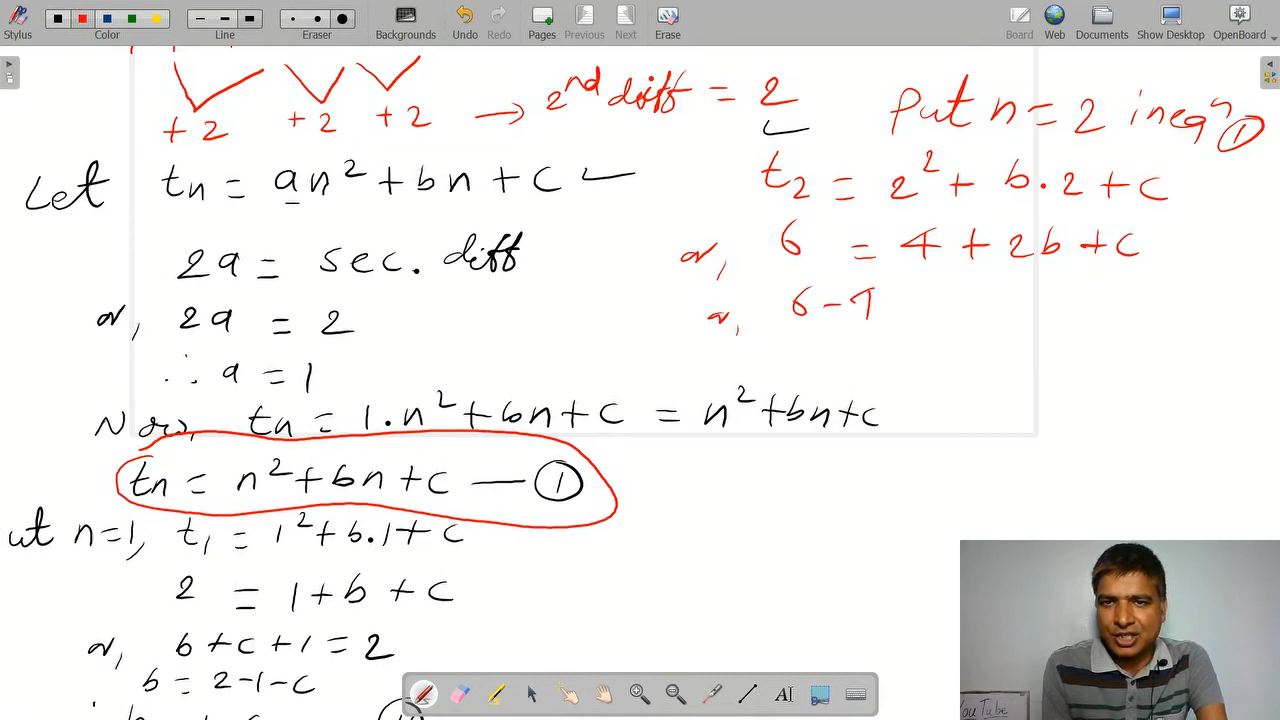 Stylus
Color
Line
Eraser
Backgrounds
Undo
Redo
Pages
Previous
Next
Erase
Board
Web
Documents
Show Desktop
OpenBoard
+2 +2 +2 → 2nd diff = 2
Let tn = an² + bn + c
2a = sec. diff
or, 2a = 2
∴ a = 1
Now, tn = 1.n² + bn + c = n² + bn + c
tn = n² + bn + c — ①
ut n=1, t₁ = 1² + b.1 + c
2 = 1 + b + c
or, b + c + 1 = 2
b = 2-1-c
Put n = 2 in eqn ①
t₂ = 2² + b.2 + c
or, 6 = 4 + 2b + c
or, 6-4
YouTube